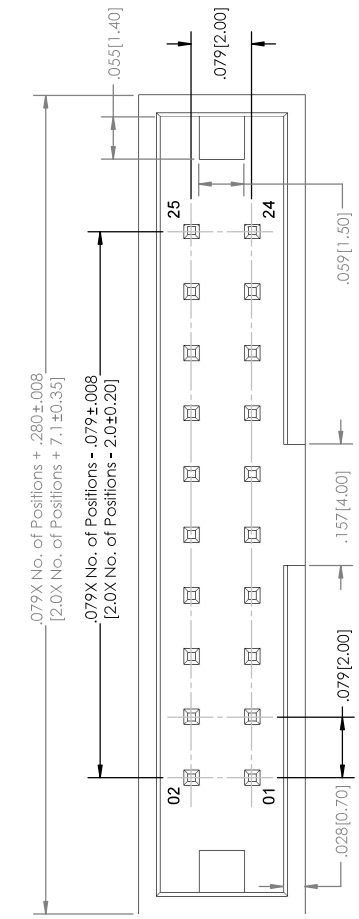 .055[1.40]
.079[2.00]
25
24
.059[1.50]
.079X No. of Positions + .280±.008
[2.0X No. of Positions + 7.1±0.35]
.079X No. of Positions - .079±.008
[2.0X No. of Positions - 2.0±0.20]
.157[4.00]
.079[2.00]
02
01
.028[0.70]